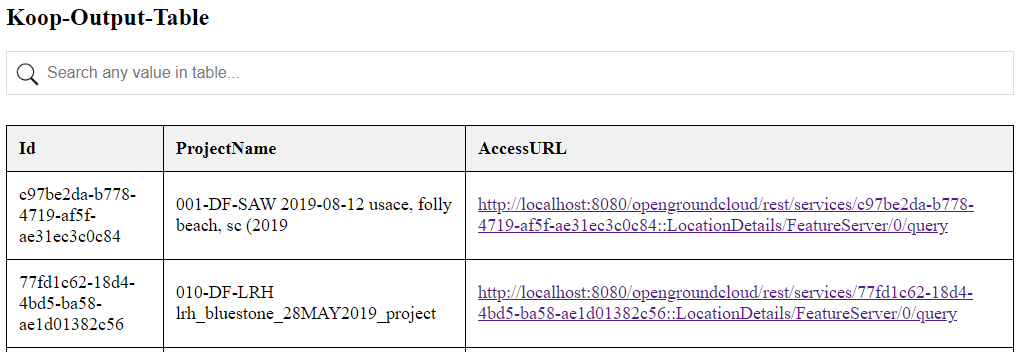 Koop-Output-Table
Search any value in table...
Id
ProjectName
AccessURL
c97be2da-b778-
4719-af5f-
ae31ec3c0c84
001-DF-SAW 2019-08-12 usace, folly
beach, sc (2019
http://localhost:8080/opengroundcloud/rest/services/c97be2da-b778-
4719-af5f-ae31ec3c0c84::LocationDetails/FeatureServer/0/query
77fd1c62-18d4-
4bd5-ba58-
ae1d01382c56
010-DF-LRH
lrh_bluestone_28MAY2019_project
http://localhost:8080/opengroundcloud/rest/services/77fd1c62-18d4-
4bd5-ba58-ae1d01382c56::LocationDetails/FeatureServer/0/query